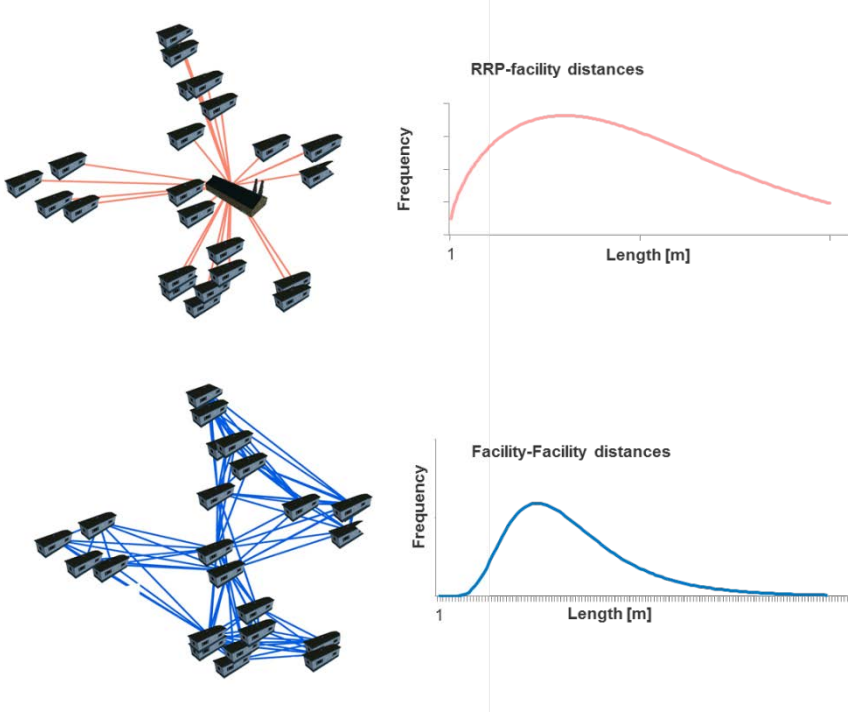 RRP-facility distances
Frequency
1
Length [m]
Facility-Facility distances
Frequency
1
Length [m]